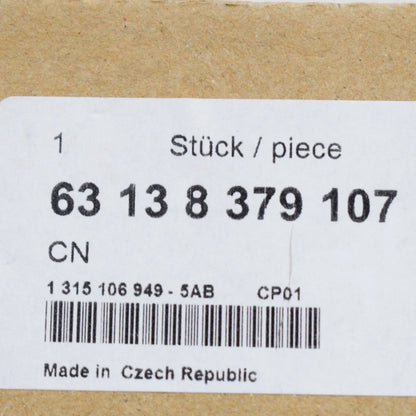 1 Stück / piece
63 13 8 379 107
CN
1 315 106 949 - 5AB CP01
Made in Czech Republic